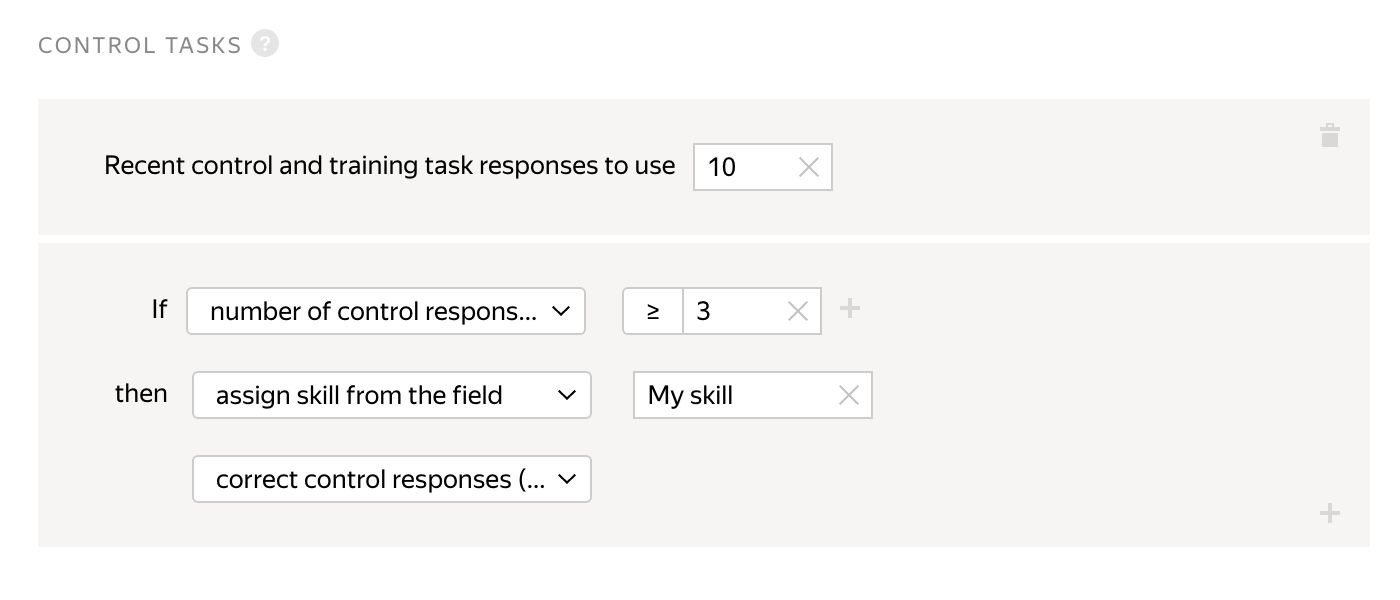 CONTROL TASKS ?
Recent control and training task responses to use 10
If number of control respons... ≥ 3
then assign skill from the field My skill
correct control responses (...